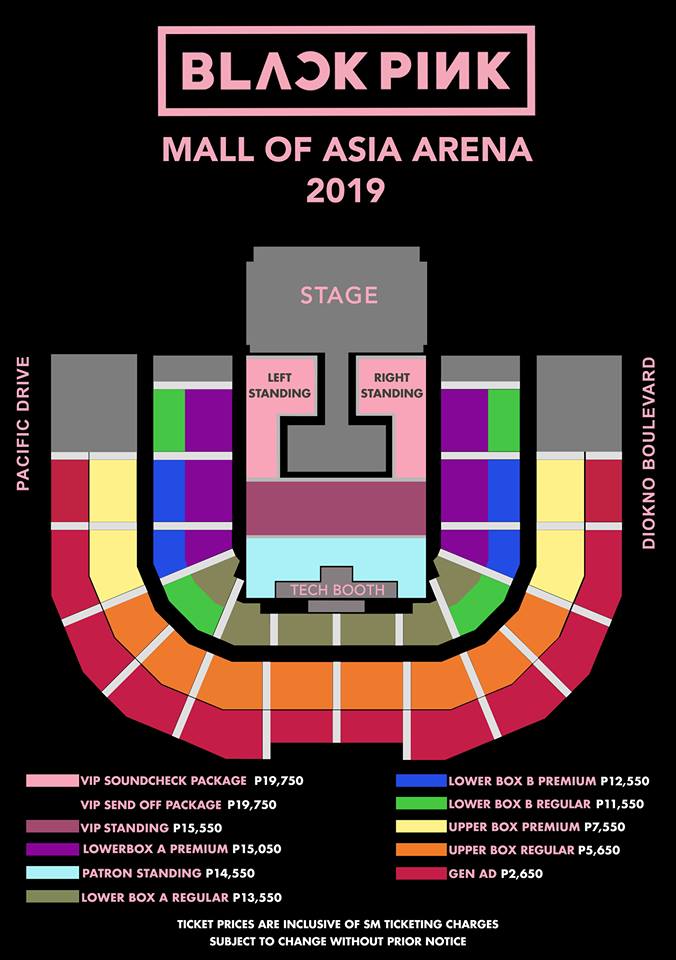 BLACKPINK
MALL OF ASIA ARENA
2019
STAGE
PACIFIC DRIVE
LEFT
STANDING
RIGHT
STANDING
DIOKNO BOULEVARD
TECH BOOTH
VIP SOUNDCHECK PACKAGE P19,750
VIP SEND OFF PACKAGE P19,750
VIP STANDING P15,550
LOWERBOX A PREMIUM P15,050
PATRON STANDING P14,550
LOWER BOX A REGULAR P13,550
LOWER BOX B PREMIUM P12,550
LOWER BOX B REGULAR P11,550
UPPER BOX PREMIUM P7,550
UPPER BOX REGULAR P5,650
GEN AD P2,650
TICKET PRICES ARE INCLUSIVE OF SM TICKETING CHARGES
SUBJECT TO CHANGE WITHOUT PRIOR NOTICE